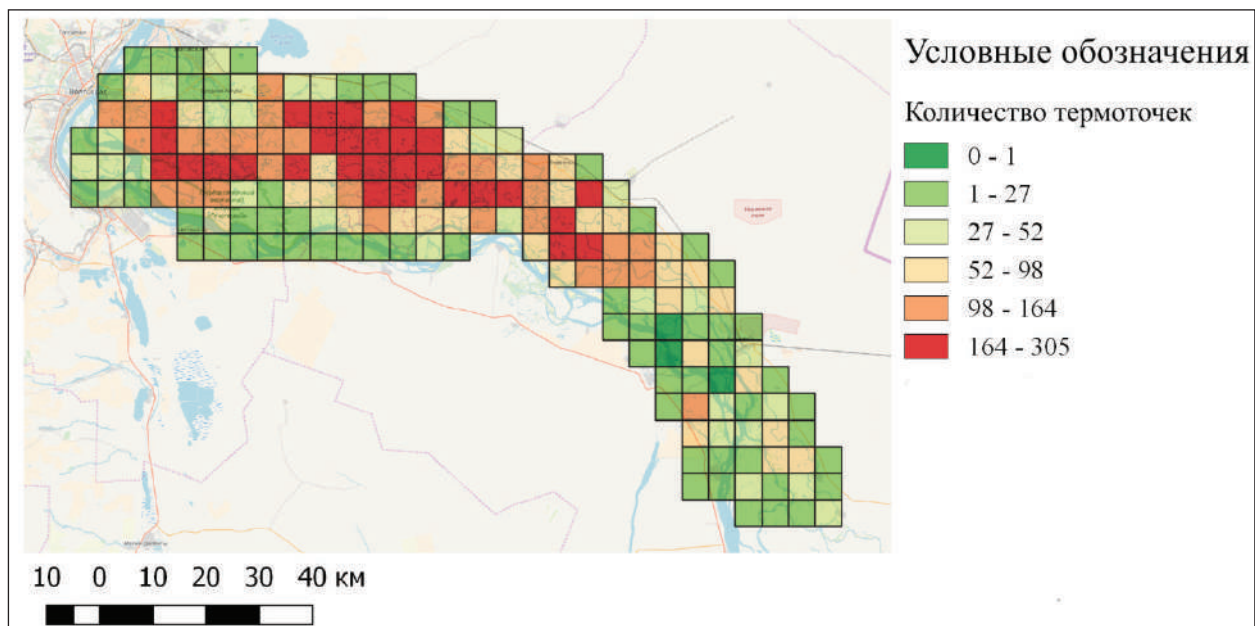 Условные обозначения
Количество термоточек
0 - 1
1 - 27
27 - 52
52 - 98
98 - 164
164 - 305
10 0 10 20 30 40 км